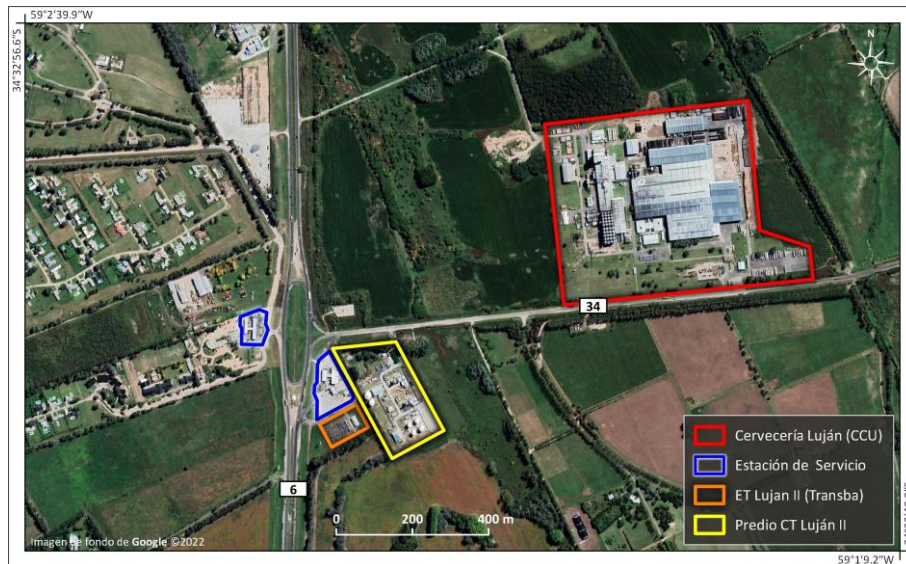 59°2'39.9"W
34°32'56.6"S
N
34
6
Cervecería Luján (CCU)
Estación de Servicio
ET Lujan II (Transba)
Predio CT Luján II
0 200 400 m
Imagen de fondo de Google ©2022
59°1'9.2"W